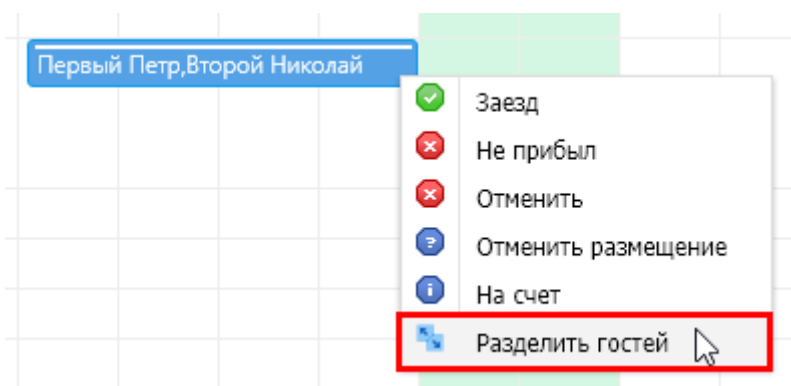 Первый Петр,Второй Николай
Заезд
Не прибыл
Отменить
Отменить размещение
На счет
Разделить гостей